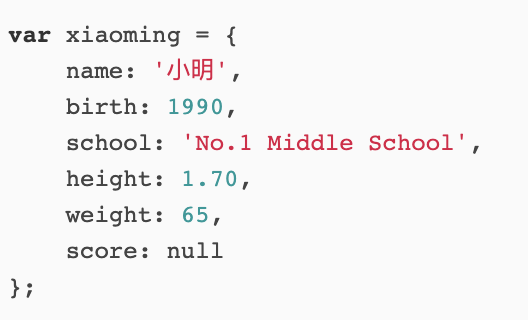 var xiaoming = {
    name: '小明',
    birth: 1990,
    school: 'No.1 Middle School',
    height: 1.70,
    weight: 65,
    score: null
};